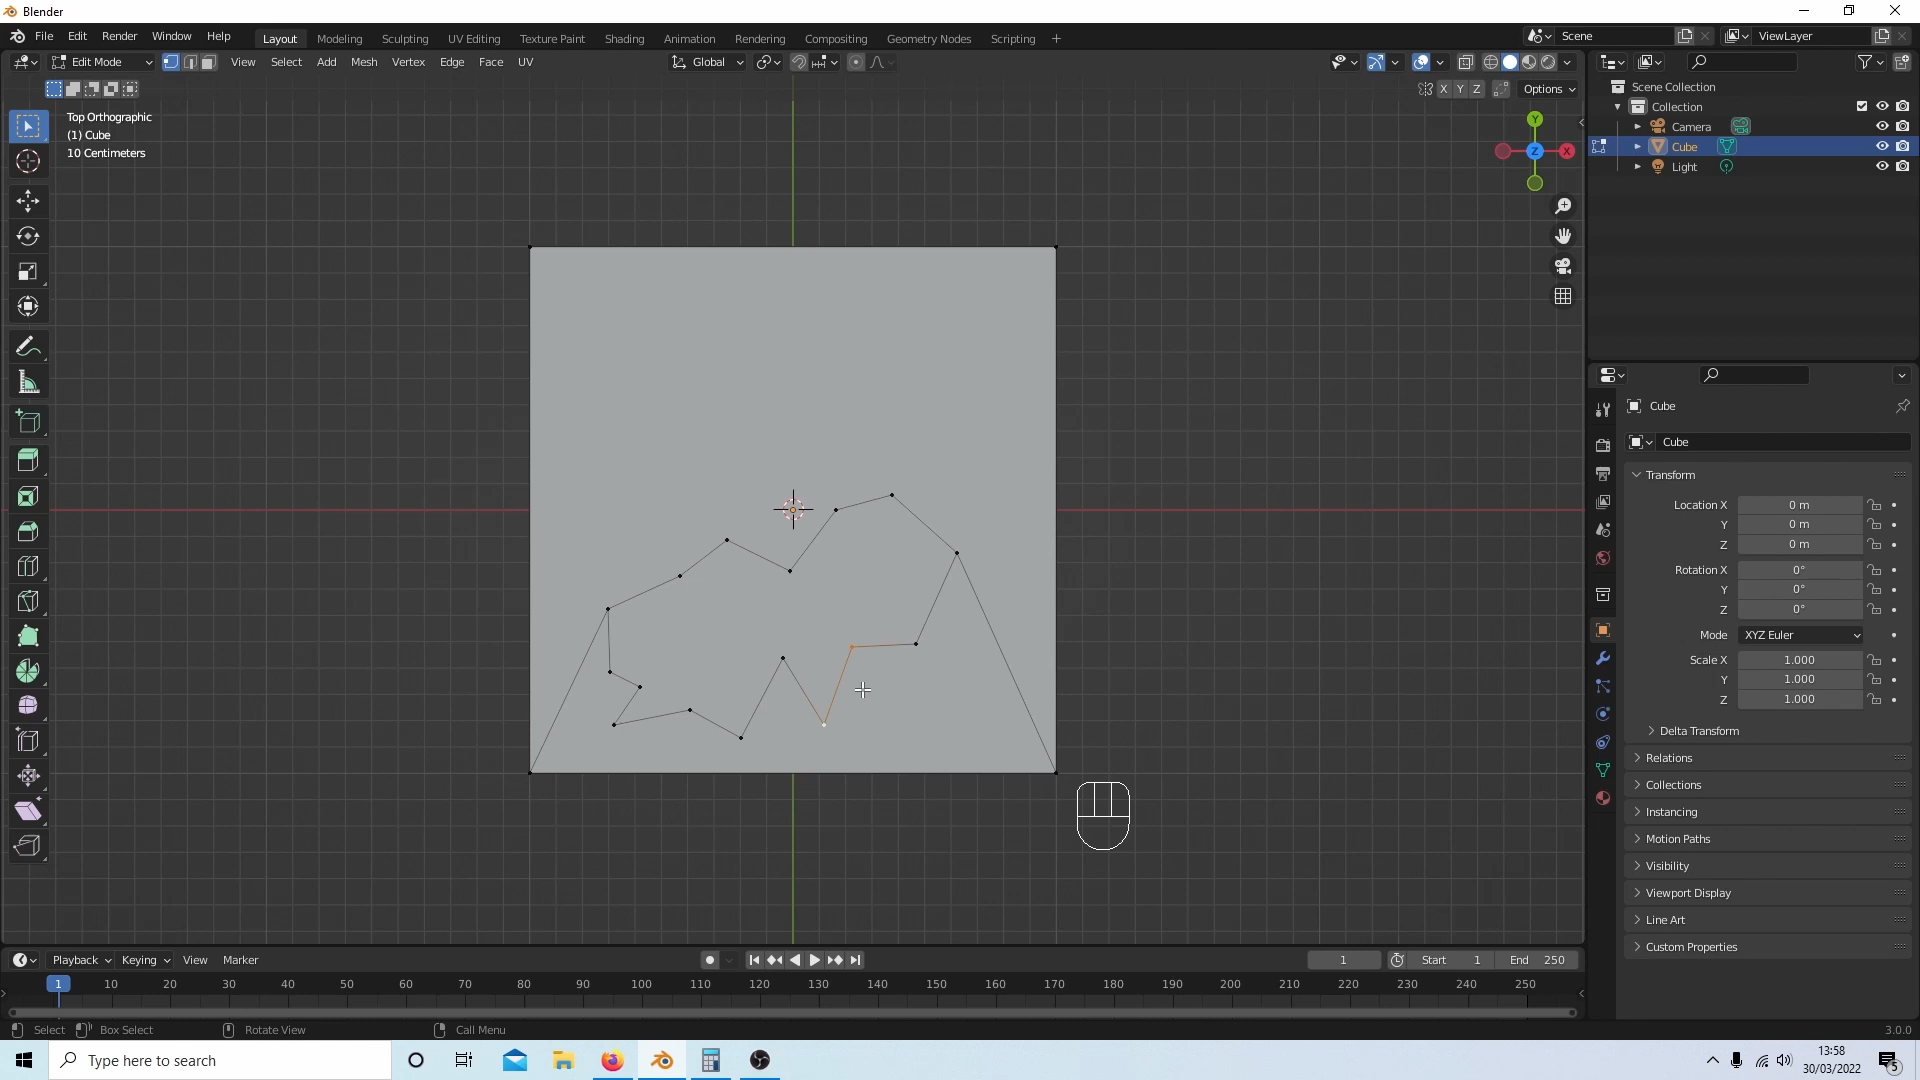 Blender
File Edit Render Window Help Layout Modeling Sculpting UV Editing Texture Paint Shading Animation Rendering Compositing Geometry Nodes Scripting + Scene ViewLayer
Edit Mode View Select Add Mesh Vertex Edge Face UV Global
X Y Z Options
Top Orthographic
(1) Cube
10 Centimeters
Y
Z
X
Scene Collection
Collection
Camera
Cube
Light
Cube
Cube
Transform
Location X 0 m
Y 0 m
Z 0 m
Rotation X 0°
Y 0°
Z 0°
Mode XYZ Euler
Scale X 1.000
Y 1.000
Z 1.000
Delta Transform
Relations
Collections
Instancing
Motion Paths
Visibility
Viewport Display
Line Art
Custom Properties
Playback Keying View Marker 1 Start 1 End 250
1 10 20 30 40 50 60 70 80 90 100 110 120 130 140 150 160 170 180 190 200 210 220 230 240 250
Select Box Select Rotate View Call Menu 3.0.0
Type here to search
13:58
30/03/2022
5